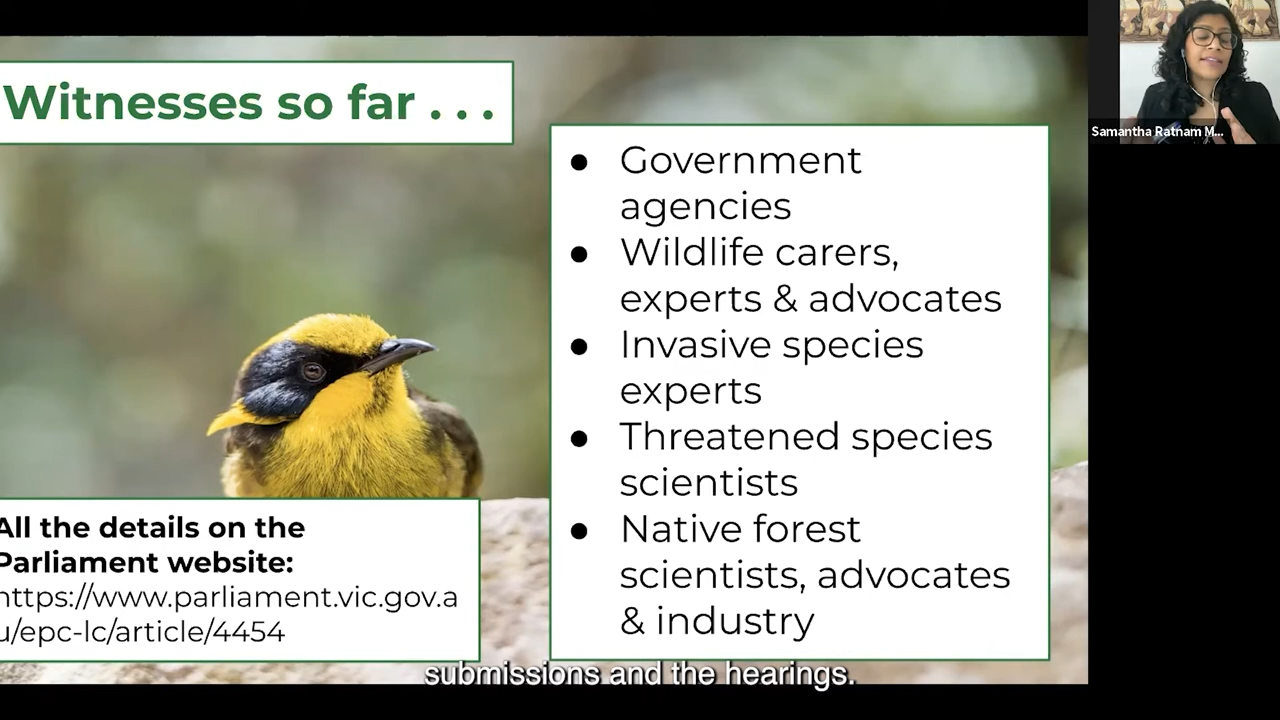 Witnesses so far . . .
● Government
agencies
● Wildlife carers,
experts & advocates
● Invasive species
experts
● Threatened species
scientists
● Native forest
scientists, advocates
& industry
All the details on the
Parliament website:
https://www.parliament.vic.gov.a
u/epc-lc/article/4454
submissions and the hearings.
Samantha Ratnam M...